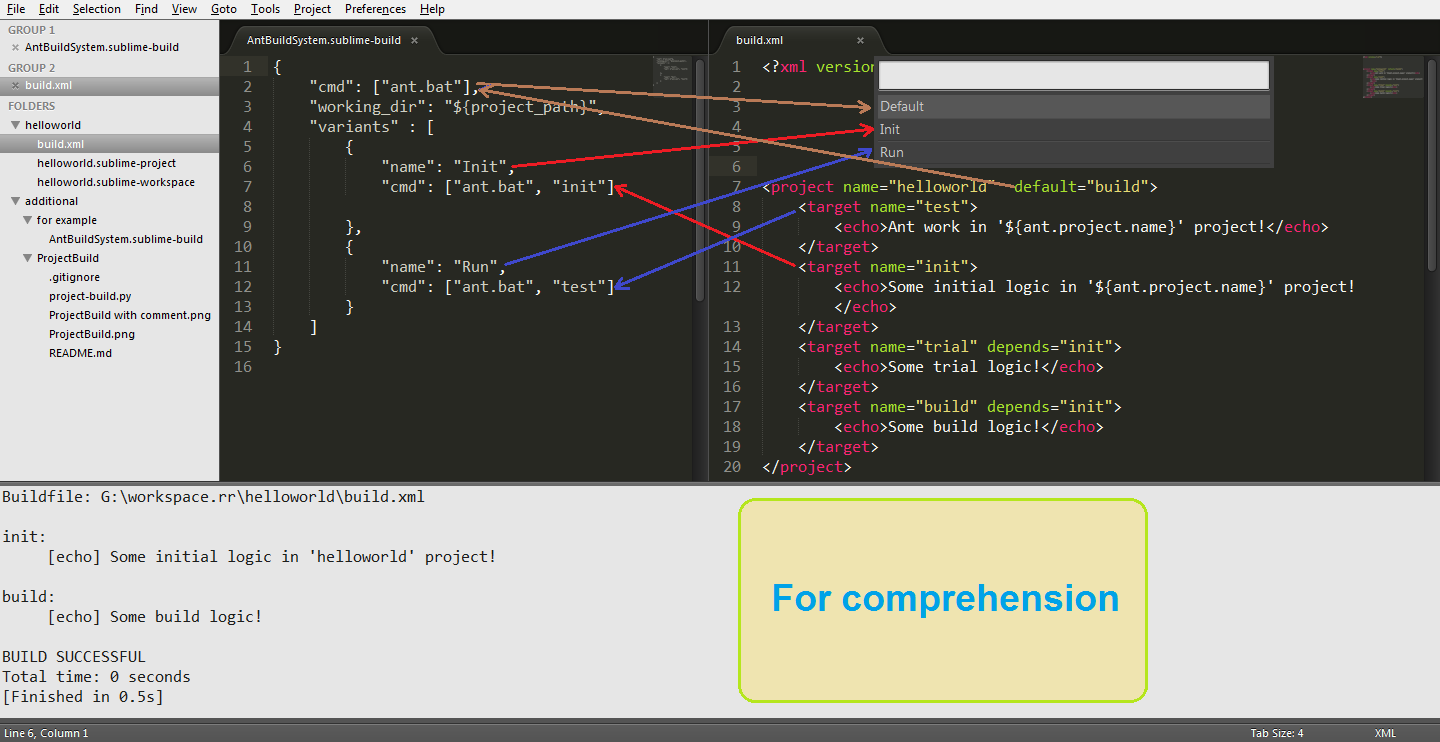 File Edit Selection Find View Goto Tools Project Preferences Help
GROUP 1
AntBuildSystem.sublime-build
GROUP 2
build.xml
FOLDERS
helloworld
build.xml
helloworld.sublime-project
helloworld.sublime-workspace
additional
for example
AntBuildSystem.sublime-build
ProjectBuild
.gitignore
project-build.py
ProjectBuild with comment.png
ProjectBuild.png
README.md
AntBuildSystem.sublime-build ×
1 {
2 "cmd": ["ant.bat"],
3 "working_dir": "${project_path}",
4 "variants" : [
5 {
6 "name": "Init",
7 "cmd": ["ant.bat", "init"]
8
9 },
10 {
11 "name": "Run",
12 "cmd": ["ant.bat", "test"]
13 }
14 ]
15 }
16
build.xml ×
1 <?xml version
2
3
4
5
6
Default
Init
Run
7 <project name="helloworld" default="build">
8 <target name="test">
9 <echo>Ant work in '${ant.project.name}' project!</echo>
10 </target>
11 <target name="init">
12 <echo>Some initial logic in '${ant.project.name}' project!
</echo>
13 </target>
14 <target name="trial" depends="init">
15 <echo>Some trial logic!</echo>
16 </target>
17 <target name="build" depends="init">
18 <echo>Some build logic!</echo>
19 </target>
20 </project>
Buildfile: G:\workspace.rr\helloworld\build.xml
init:
[echo] Some initial logic in 'helloworld' project!
build:
[echo] Some build logic!
BUILD SUCCESSFUL
Total time: 0 seconds
[Finished in 0.5s]
For comprehension
Line 6, Column 1
Tab Size: 4
XML